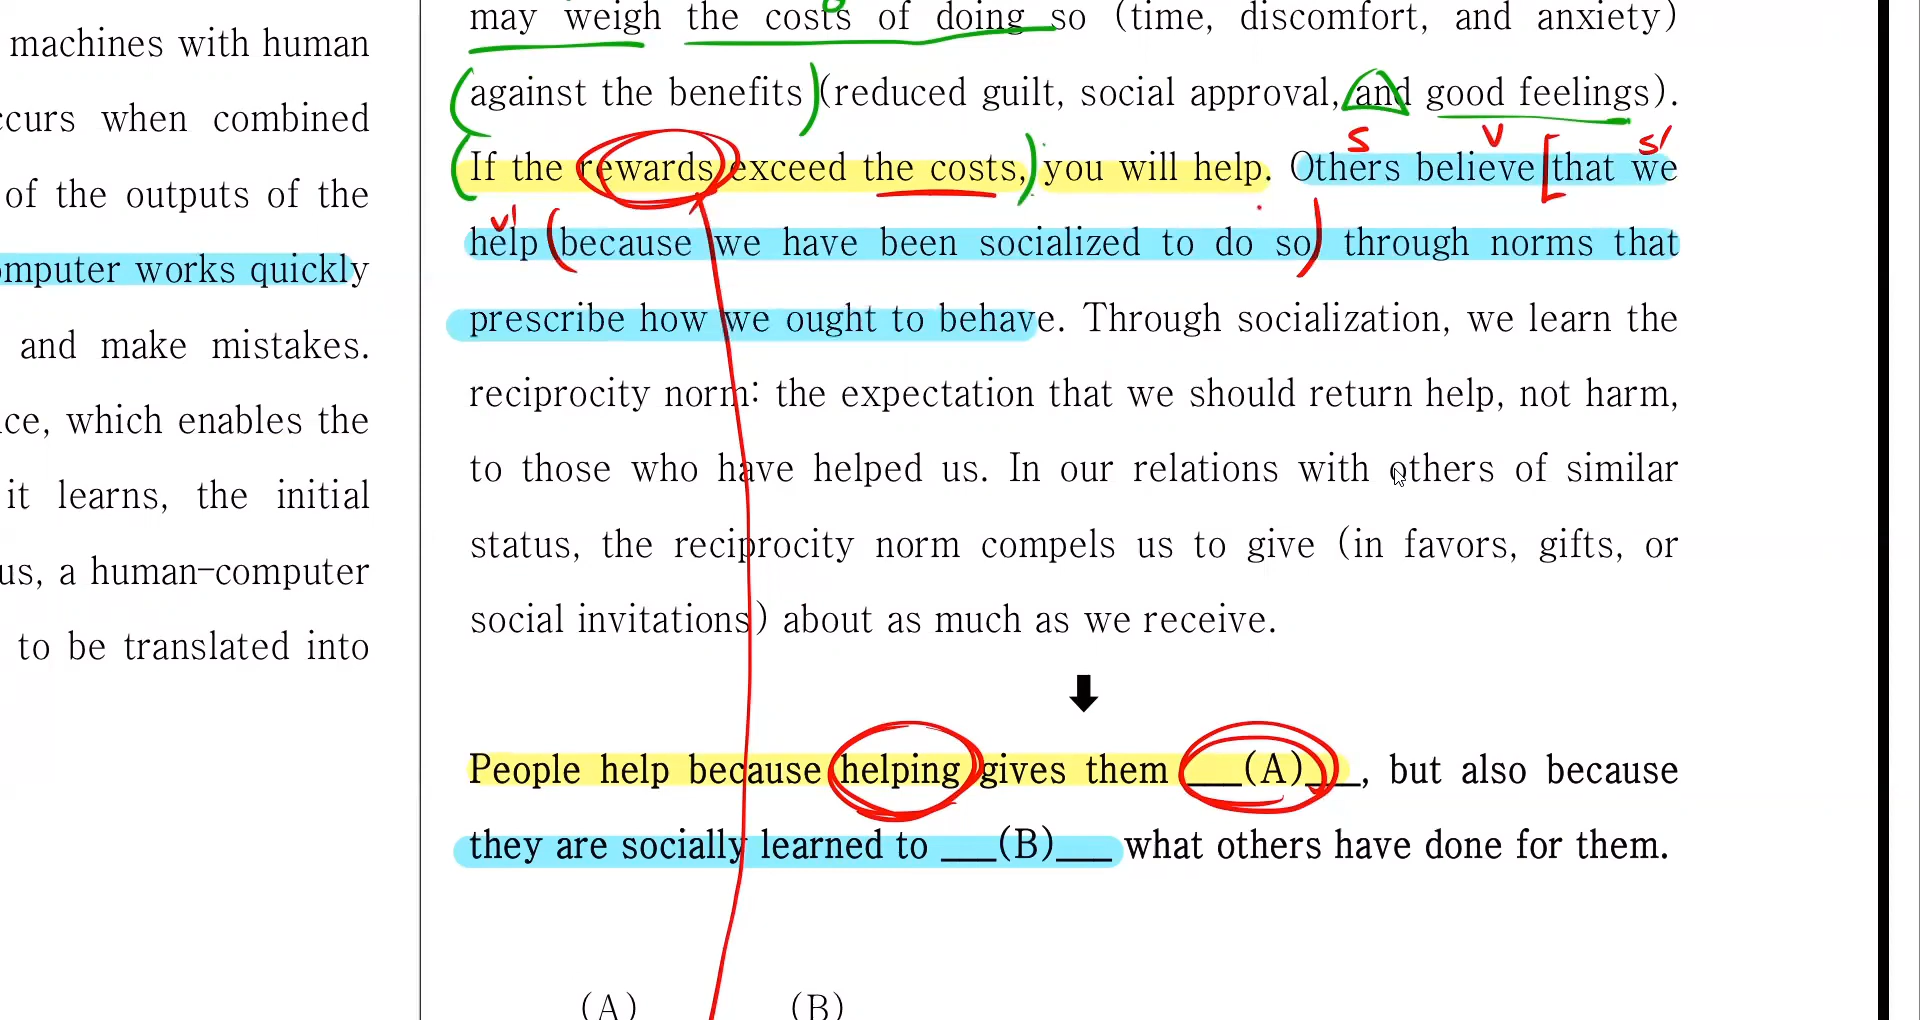 machines with human
ccurs when combined
of the outputs of the
omputer works quickly
and make mistakes.
ce, which enables the
it learns, the initial
us, a human-computer
to be translated into
may weigh the costs of doing so (time, discomfort, and anxiety)
against the benefits (reduced guilt, social approval, and good feelings).
s v s'
If the rewards exceed the costs, you will help. Others believe that we
v'
help because we have been socialized to do so through norms that
prescribe how we ought to behave. Through socialization, we learn the
reciprocity norm: the expectation that we should return help, not harm,
to those who have helped us. In our relations with others of similar
status, the reciprocity norm compels us to give (in favors, gifts, or
social invitations) about as much as we receive.
People help because helping gives them ___(A)___, but also because
they are socially learned to ___(B)___ what others have done for them.
(A) (B)